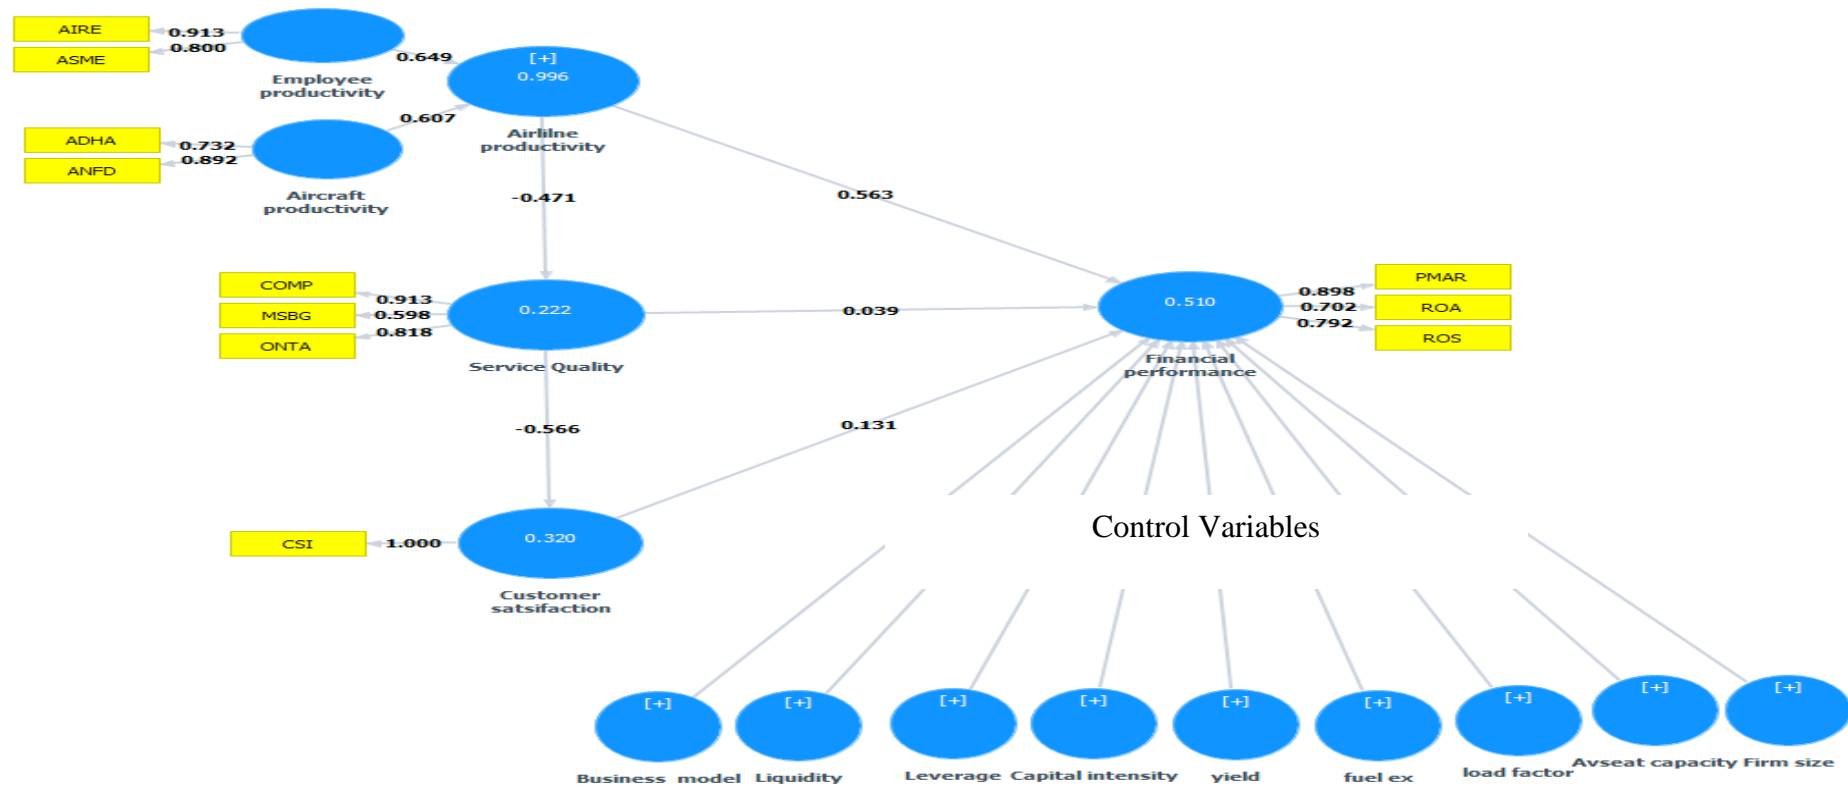 AIRE
0.913
ASME
0.800
Employee
productivity
0.649
[+]
0.996
Airlilne
productivity
ADHA
0.732
ANFD
0.892
Aircraft
productivity
0.607
-0.471
0.563
COMP
0.913
MSBG
0.598
ONTA
0.818
0.222
Service Quality
0.039
0.510
Financial
performance
0.898
PMAR
0.702
ROA
0.792
ROS
-0.566
0.131
CSI
1.000
0.320
Customer
satsifaction
Control Variables
[+]
[+]
[+]
[+]
[+]
[+]
[+]
[+]
[+]
Business model
Liquidity
Leverage
Capital intensity
yield
fuel ex
load factor
Avseat capacity
Firm size